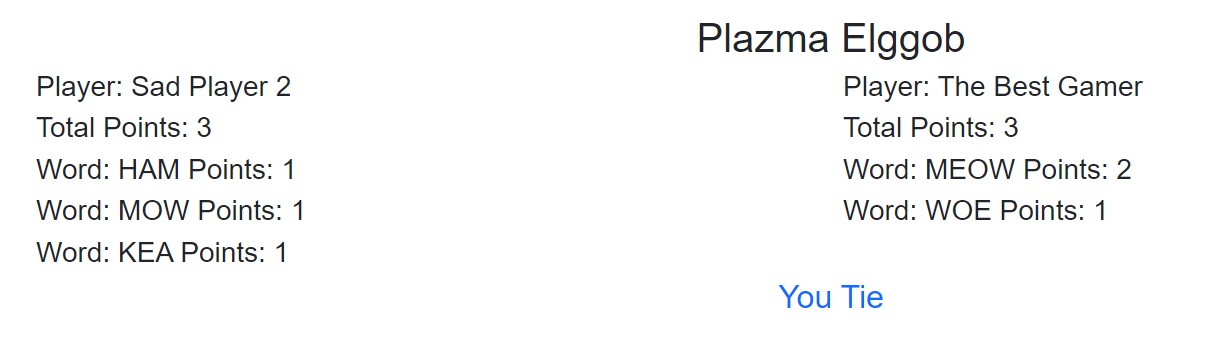 Plazma Elggob
Player: Sad Player 2
Total Points: 3
Word: HAM Points: 1
Word: MOW Points: 1
Word: KEA Points: 1
Player: The Best Gamer
Total Points: 3
Word: MEOW Points: 2
Word: WOE Points: 1
You Tie